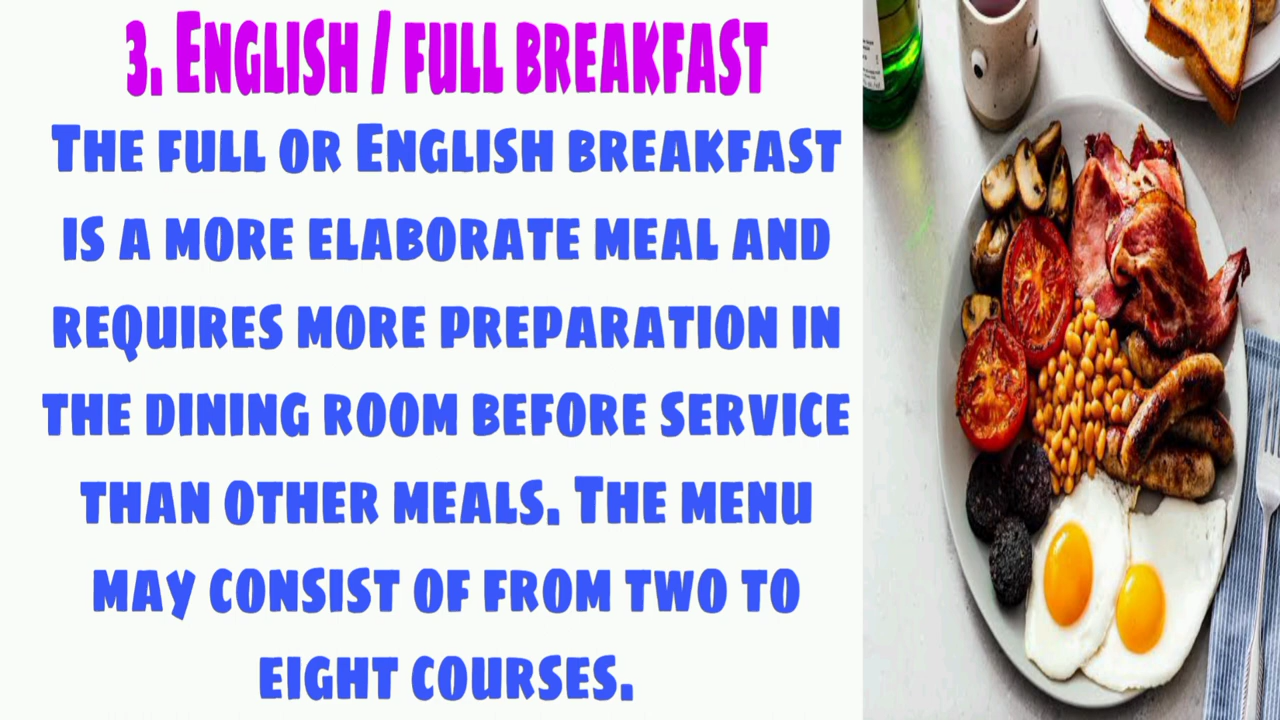 3. English / full breakfast
The full or English breakfast
is a more elaborate meal and
requires more preparation in
the dining room before service
than other meals. The menu
may consist of from two to
eight courses.